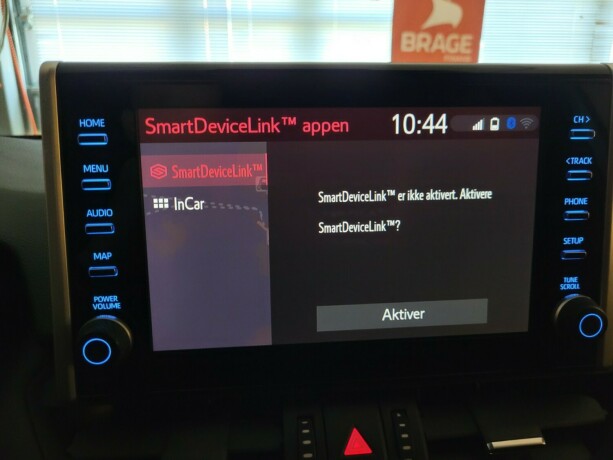 BRAGE
HOME
MENU
AUDIO
MAP
POWER
VOLUME
SmartDeviceLink™ appen
10:44
SmartDeviceLink™
InCar
SmartDeviceLink™ er ikke aktivert. Aktivere
SmartDeviceLink™?
Aktiver
CH >
< TRACK
PHONE
SETUP
TUNE
SCROLL